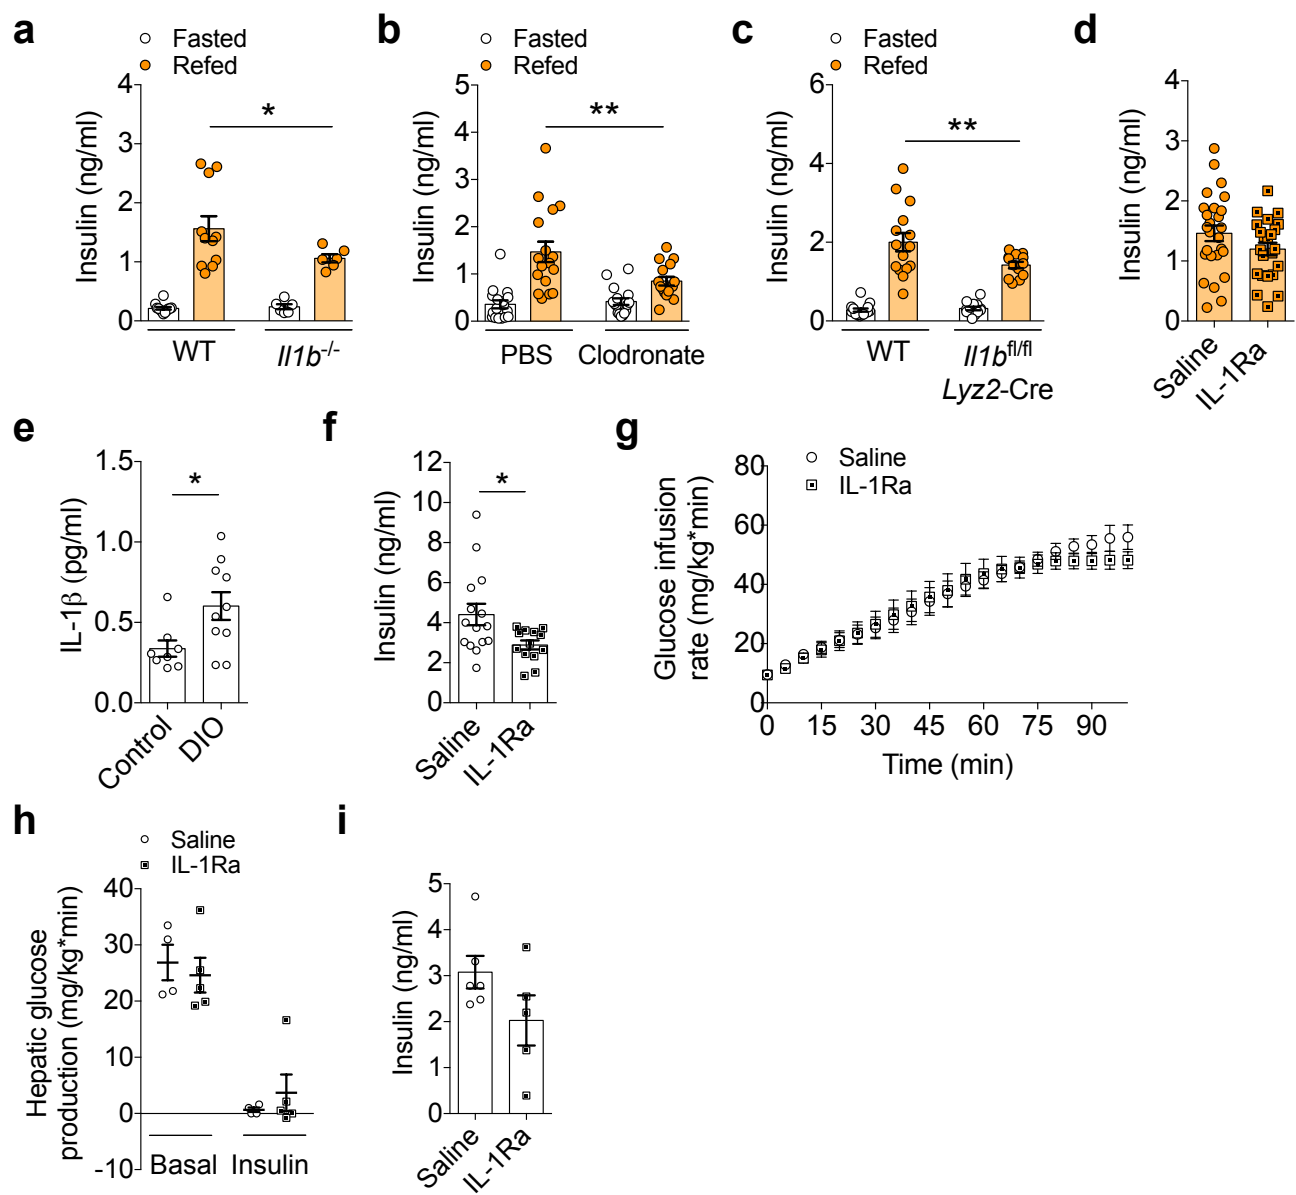 a
Fasted
Refed
Insulin (ng/ml)
4
3
2
1
0
*
WT
Il1b-/-
b
Fasted
Refed
Insulin (ng/ml)
5
4
3
2
1
0
**
PBS
Clodronate
c
Fasted
Refed
Insulin (ng/ml)
6
4
2
0
**
WT
Il1bfl/fl
Lyz2-Cre
d
Insulin (ng/ml)
4
3
2
1
0
Saline
IL-1Ra
e
IL-1β (pg/ml)
1.5
1.0
0.5
0.0
*
Control
DIO
f
Insulin (ng/ml)
12
10
8
6
4
2
0
*
Saline
IL-1Ra
g
Saline
IL-1Ra
Glucose infusion
rate (mg/kg*min)
80
60
40
20
0
0 15 30 45 60 75 90
Time (min)
h
Saline
IL-1Ra
Hepatic glucose
production (mg/kg*min)
40
30
20
10
0
-10
Basal Insulin
i
Insulin (ng/ml)
5
4
3
2
1
0
Saline
IL-1Ra